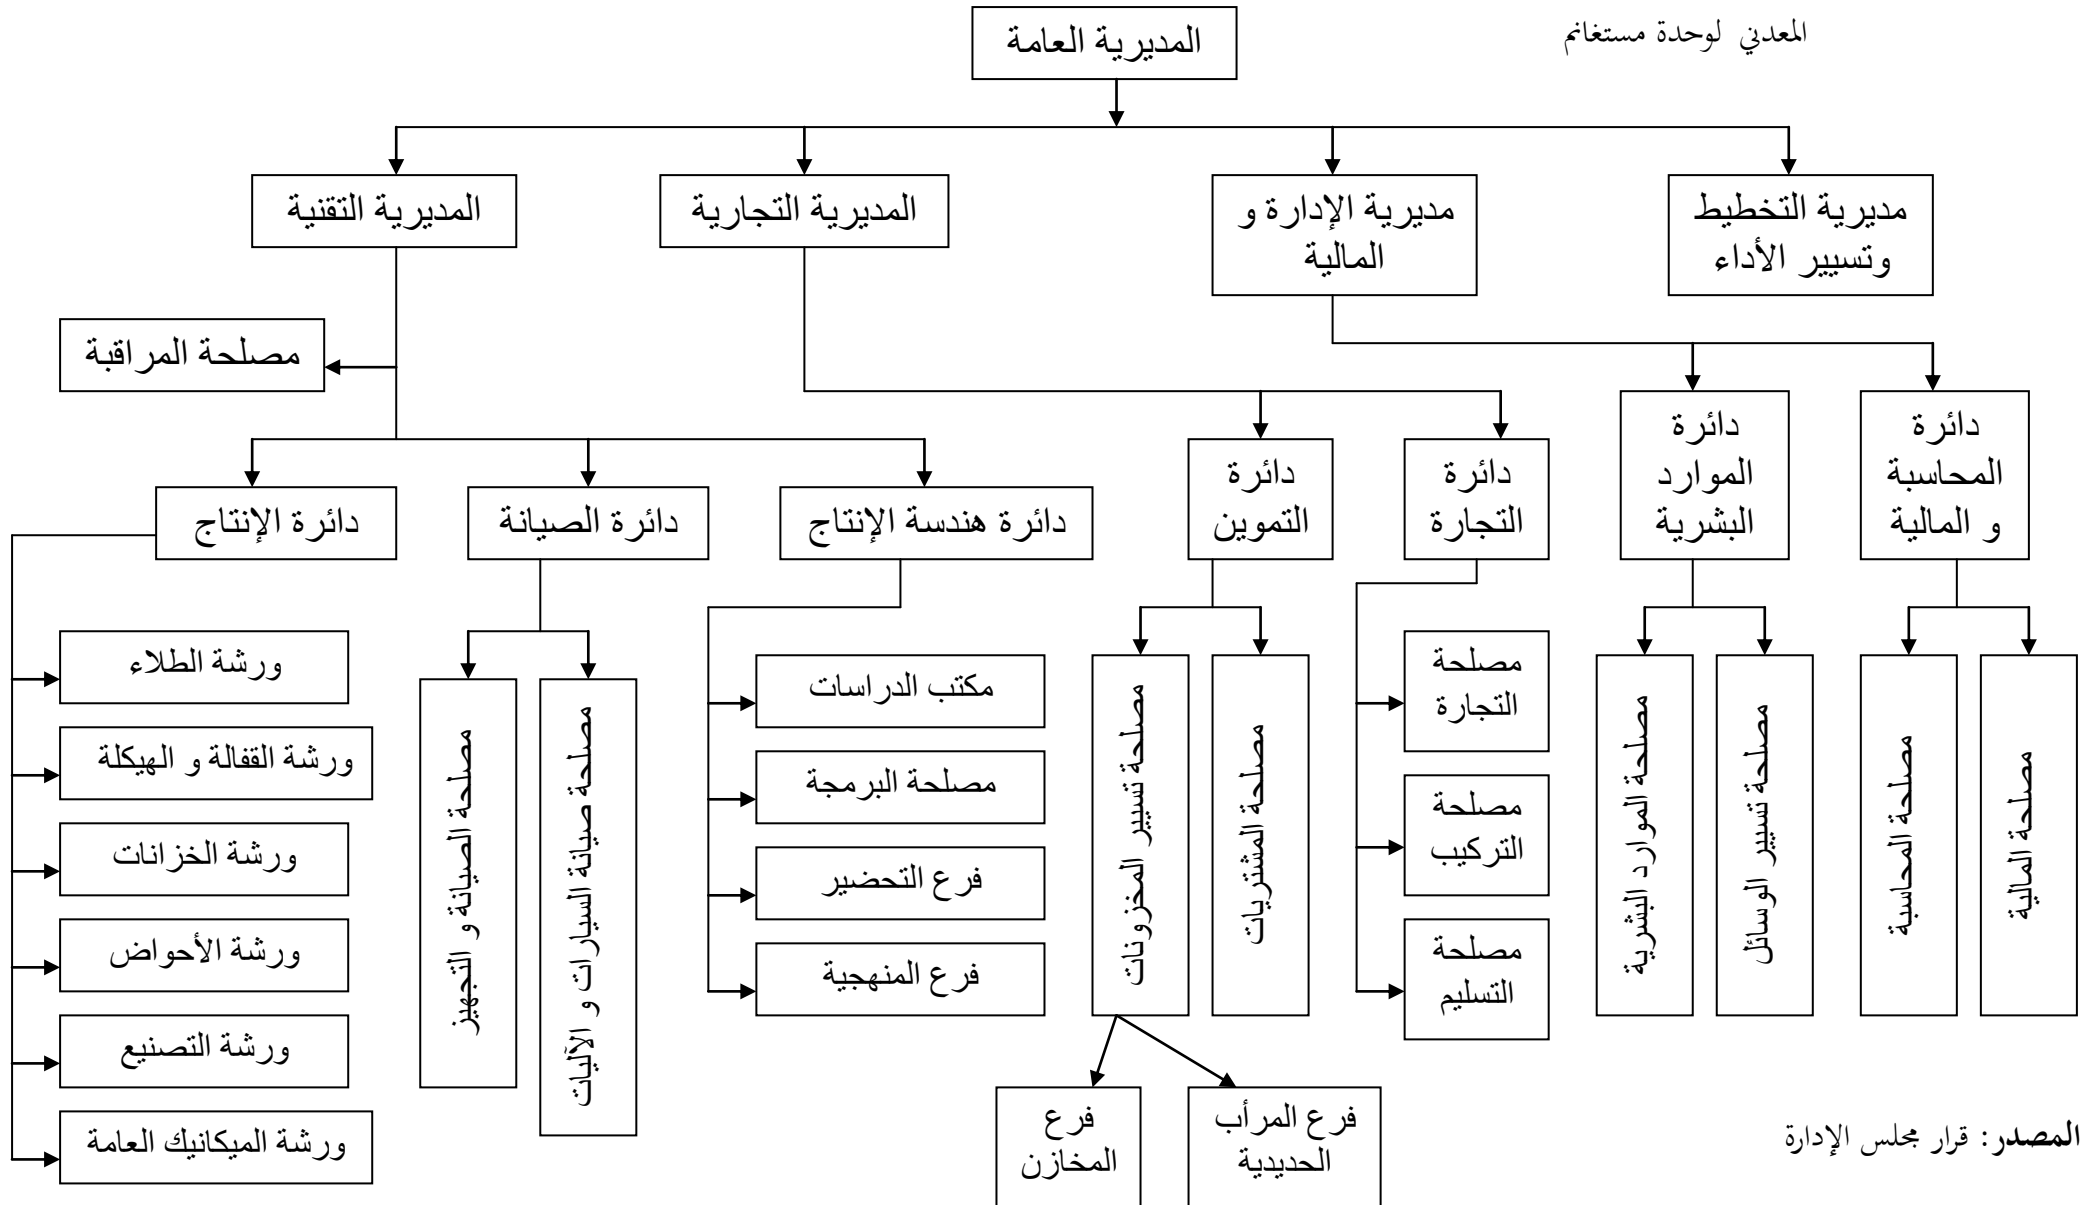 المعدني لوحدة مستغانم
المديرية العامة
مديرية التخطيط
وتسيير الأداء
مديرية الإدارة و
المالية
المديرية التجارية
المديرية التقنية
مصلحة المراقبة
دائرة
المحاسبة
و المالية
دائرة
الموارد
البشرية
دائرة
التجارة
دائرة
التموين
دائرة هندسة الإنتاج
دائرة الصيانة
دائرة الإنتاج
مصلحة المالية
مصلحة المحاسبة
مصلحة تسيير الوسائل
مصلحة الموارد البشرية
مصلحة
التجارة
مصلحة
التركيب
مصلحة
التسليم
مصلحة المشتريات
مصلحة تسيير المخزونات
مكتب الدراسات
مصلحة البرمجة
فرع التحضير
فرع المنهجية
مصلحة صيانة السيارات و الآليات
مصلحة الصيانة و التجهيز
ورشة الطلاء
ورشة القفالة و الهيكلة
ورشة الخزانات
ورشة الأحواض
ورشة التصنيع
ورشة الميكانيك العامة
فرع المرأب
الحديدية
فرع
المخازن
المصدر: قرار مجلس الإدارة